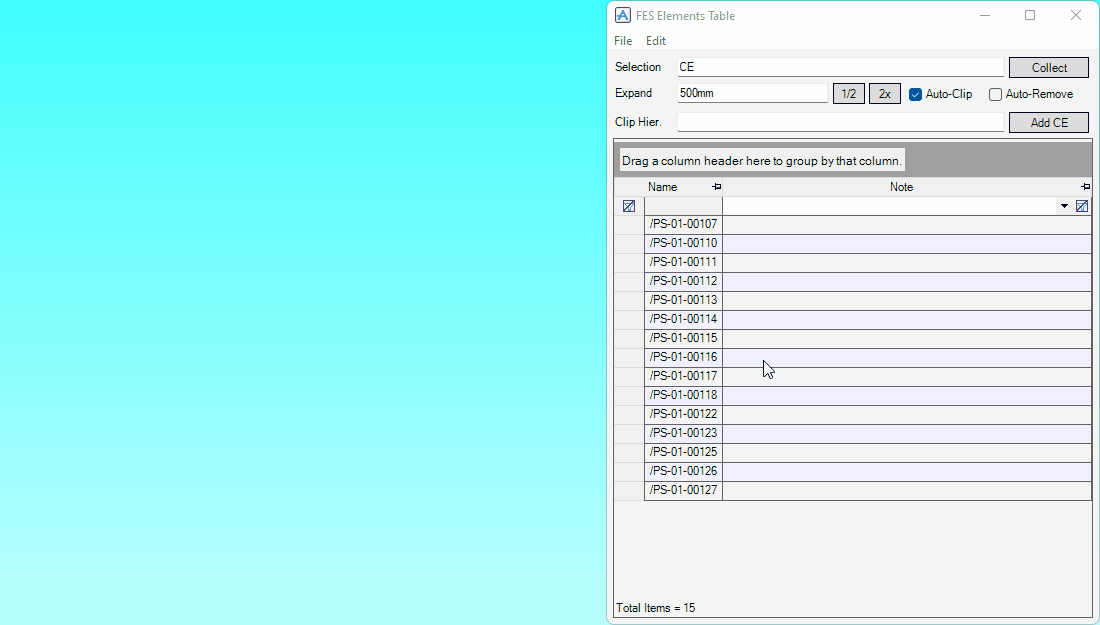 FES Elements Table
File Edit
Selection CE Collect
Expand 500mm 1/2 2x Auto-Clip Auto-Remove
Clip Hier. Add CE
Drag a column header here to group by that column.
Name Note
/PS-01-00107
/PS-01-00110
/PS-01-00111
/PS-01-00112
/PS-01-00113
/PS-01-00114
/PS-01-00115
/PS-01-00116
/PS-01-00117
/PS-01-00118
/PS-01-00122
/PS-01-00123
/PS-01-00125
/PS-01-00126
/PS-01-00127
Total Items = 15